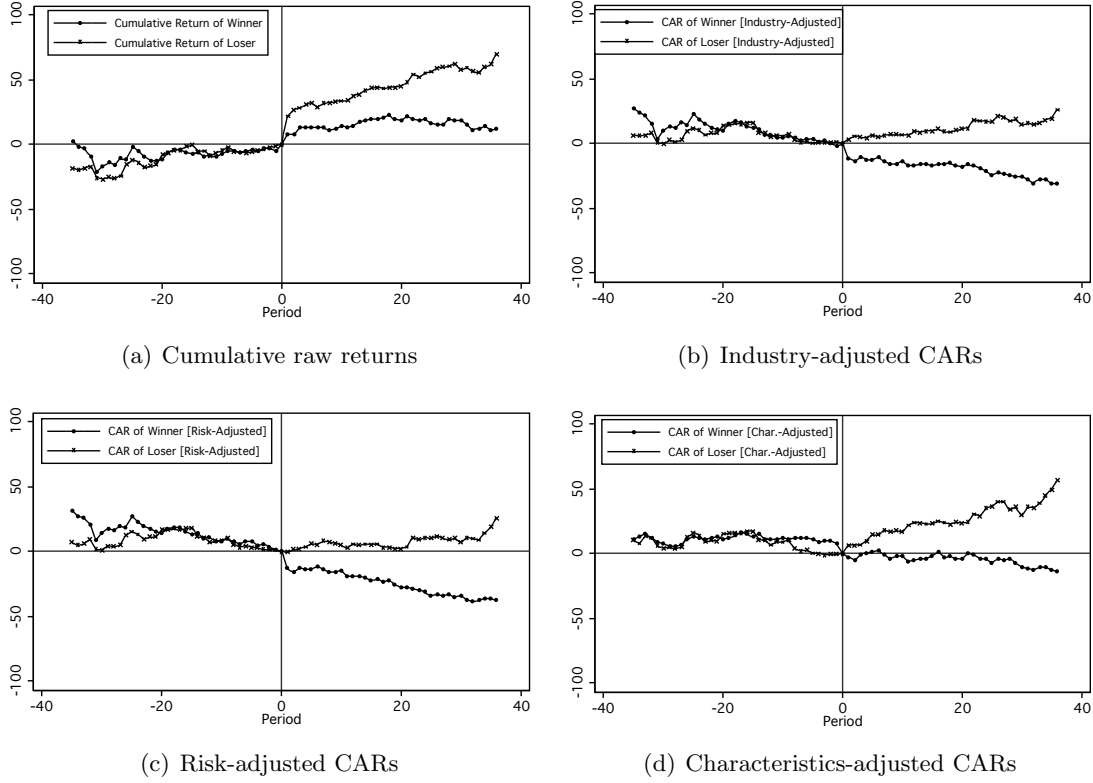 Cumulative Return of Winner
Cumulative Return of Loser
100
50
0
-50
-100
-40 -20 0 20 40
Period
(a) Cumulative raw returns
CAR of Winner [Industry-Adjusted]
CAR of Loser [Industry-Adjusted]
100
50
0
-50
-100
-40 -20 0 20 40
Period
(b) Industry-adjusted CARs
CAR of Winner [Risk-Adjusted]
CAR of Loser [Risk-Adjusted]
100
50
0
-50
-100
-40 -20 0 20 40
Period
(c) Risk-adjusted CARs
CAR of Winner [Char.-Adjusted]
CAR of Loser [Char.-Adjusted]
100
50
0
-50
-100
-40 -20 0 20 40
Period
(d) Characteristics-adjusted CARs